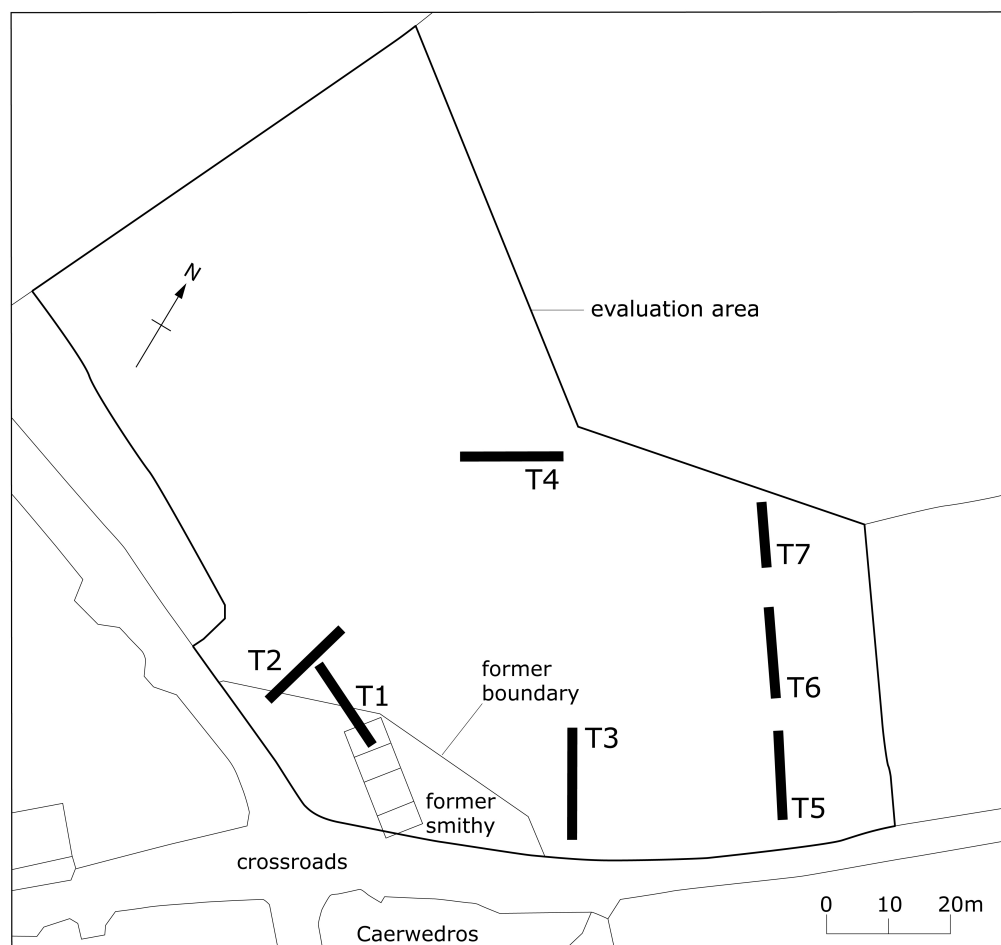 N
evaluation area
T4
T7
T2
former
boundary
T6
T1
T3
former
smithy
T5
crossroads
0 10 20m
Caerwedros